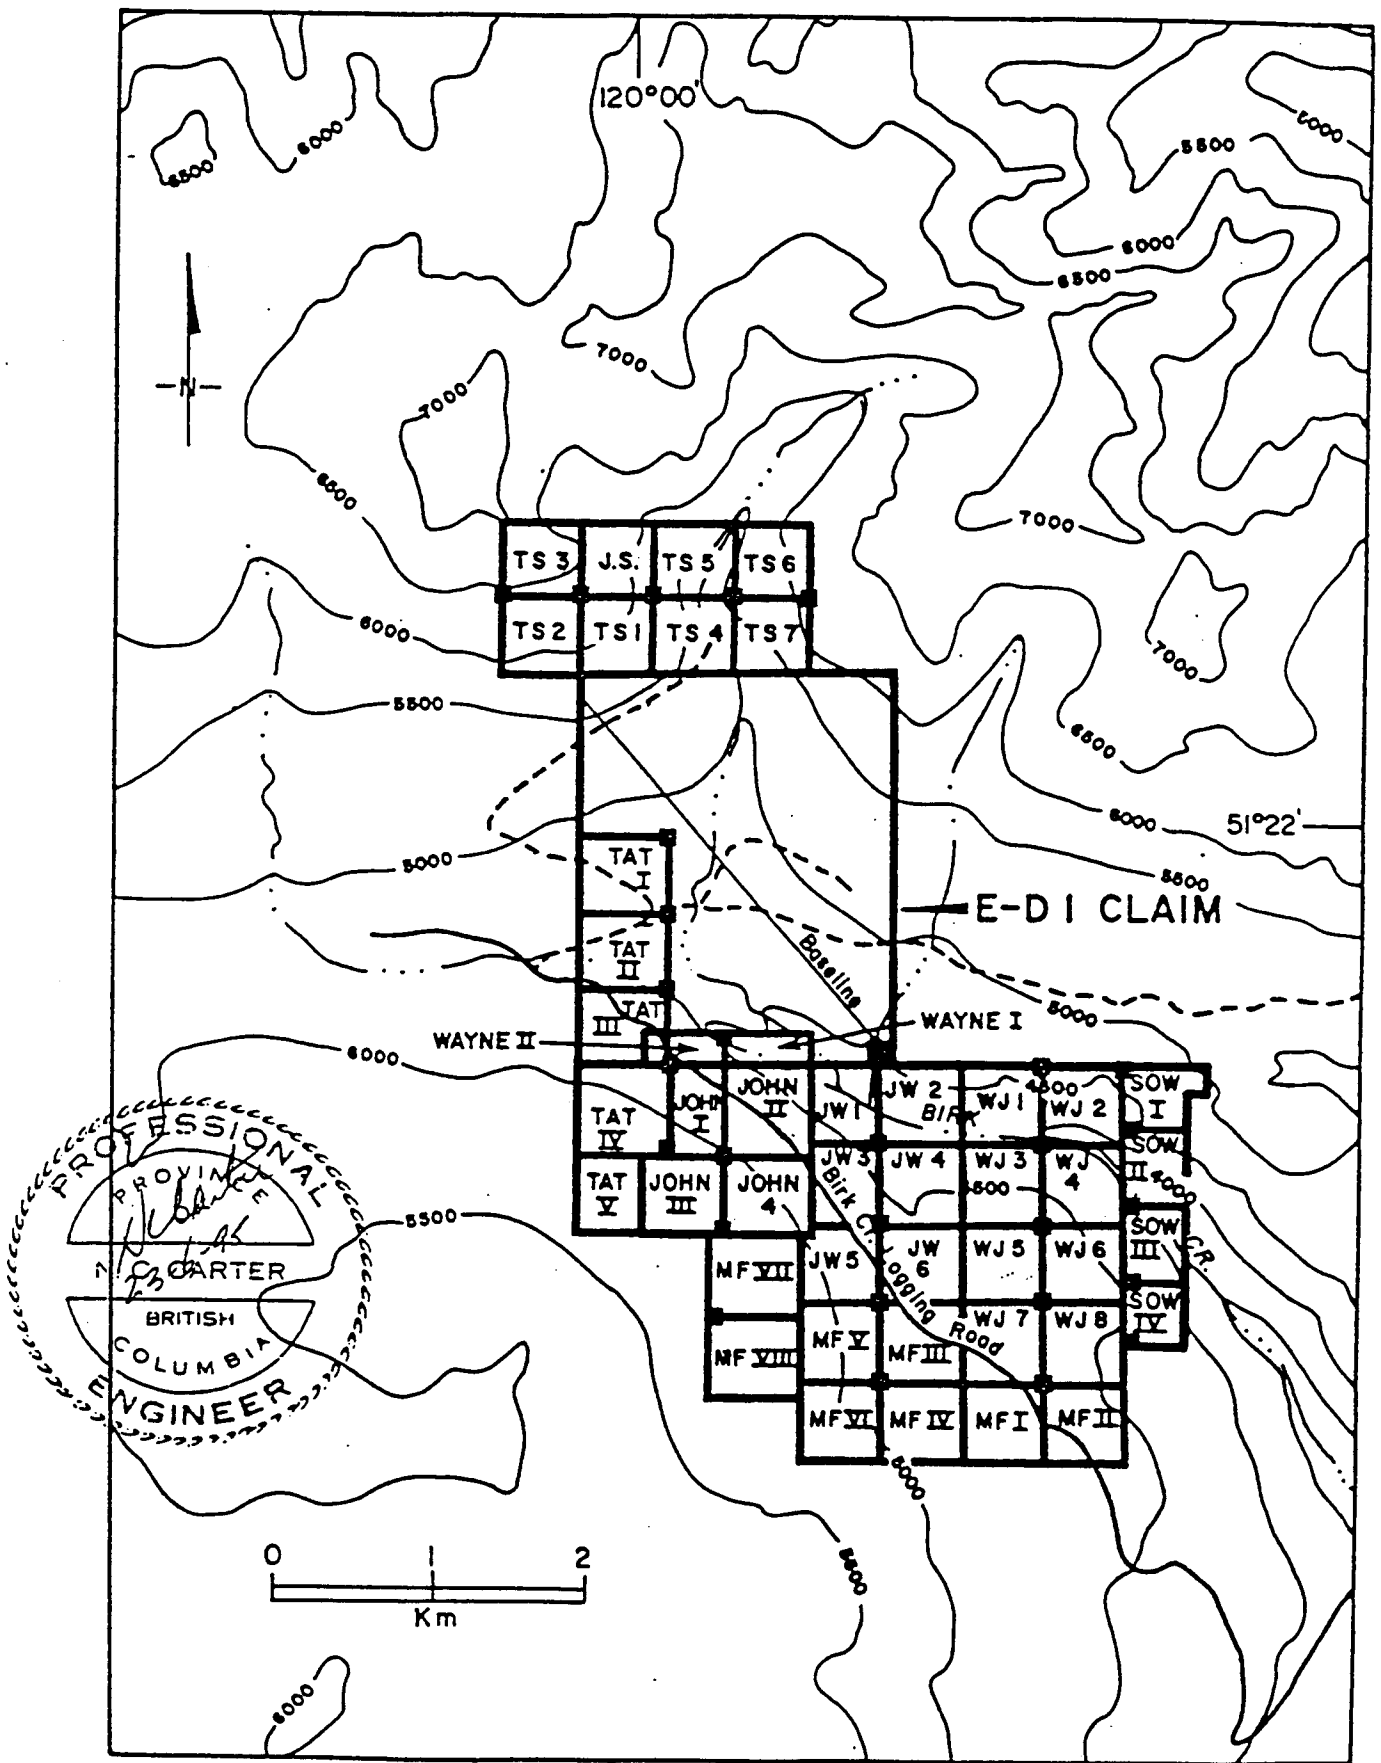 120°00'
6000
6500
5000
5500
6000
6500
7000
7000
-N-
6500
7000
TS 3
J.S.
TS 5
TS 6
TS 2
TS 1
TS 4
TS 7
6000
7000
5500
6500
6000
51°22'
5000
TAT I
5500
E-D 1 CLAIM
TAT II
Baseline
TAT III
5000
WAYNE II
WAYNE I
6000
JOHN I
JOHN II
JW 1
JW 2
BIRK
WJ 1
4500
WJ 2
SOW I
TAT IV
JW 3
JW 4
WJ 3
WJ 4
SOW II
4000
TAT V
JOHN III
JOHN 4
Birk Cr. Logging Road
SOW III
CR.
5500
MF VII
JW 5
JW 6
WJ 5
WJ 6
SOW IV
MF VIII
MF V
MF III
WJ 7
WJ 8
MF VI
MF IV
MF I
MF II
5000
PROFESSIONAL
PROVINCE
C. CARTER
BRITISH
COLUMBIA
ENGINEER
0 1 2
Km
5500
6000